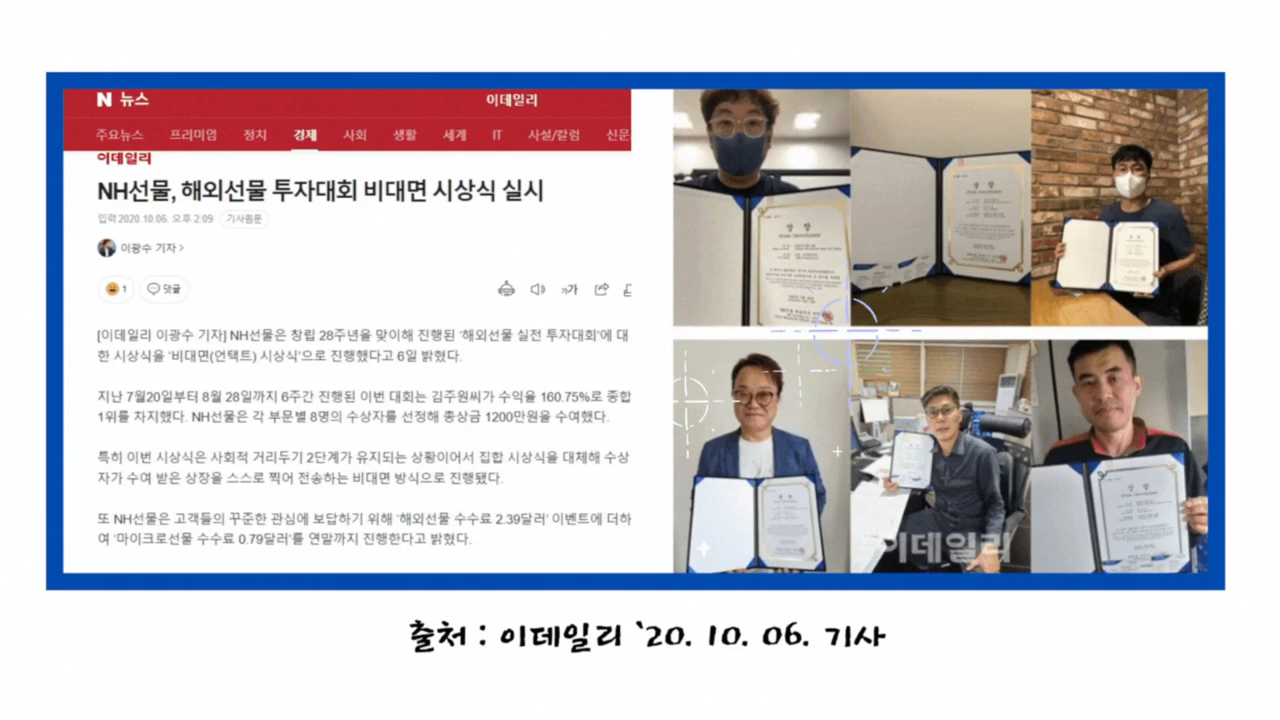 N 뉴스
이데일리
주요뉴스 프리미엄 정치 경제 사회 생활 세계 IT 사설/칼럼 신문
이데일리
NH선물, 해외선물 투자대회 비대면 시상식 실시
입력 2020.10.06. 오후 2:09 기사원문
이광수 기자 >
1 댓글
가가
[이데일리 이광수 기자] NH선물은 창립 28주년을 맞이해 진행된 '해외선물 실전 투자대회'에 대
한 시상식을 '비대면(언택트) 시상식'으로 진행했다고 6일 밝혔다.
지난 7월20일부터 8월 28일까지 6주간 진행된 이번 대회는 김주원씨가 수익율 160.75%로 종합
1위를 차지했다. NH선물은 각 부문별 8명의 수상자를 선정해 총상금 1200만원을 수여했다.
특히 이번 시상식은 사회적 거리두기 2단계가 유지되는 상황이어서 집합 시상식을 대체해 수상
자가 수여 받은 상장을 스스로 찍어 전송하는 비대면 방식으로 진행됐다.
또 NH선물은 고객들의 꾸준한 관심에 보답하기 위해 '해외선물 수수료 2.39달러' 이벤트에 더하
여 '마이크로선물 수수료 0.79달러'를 연말까지 진행한다고 밝혔다.
상장
상장
상장
상장
상장
이데일리
출처 : 이데일리 '20. 10. 06. 기사